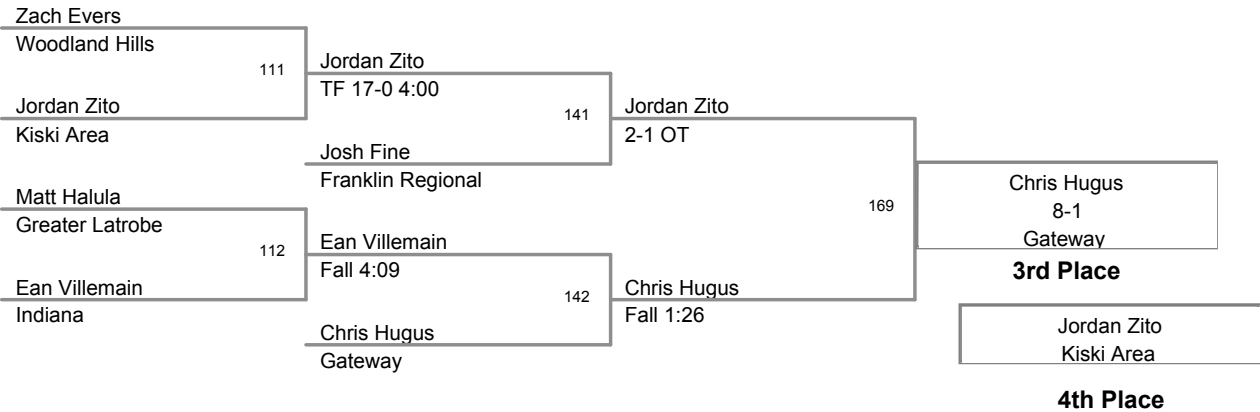 Zach Evers
Woodland Hills
111
Jordan Zito
Kiski Area
Jordan Zito
TF 17-0 4:00
141
Josh Fine
Franklin Regional
Jordan Zito
2-1 OT
Matt Halula
Greater Latrobe
112
Ean Villemain
Indiana
Ean Villemain
Fall 4:09
142
Chris Hugus
Gateway
Chris Hugus
Fall 1:26
169
Chris Hugus
8-1
Gateway
3rd Place
Jordan Zito
Kiski Area
4th Place